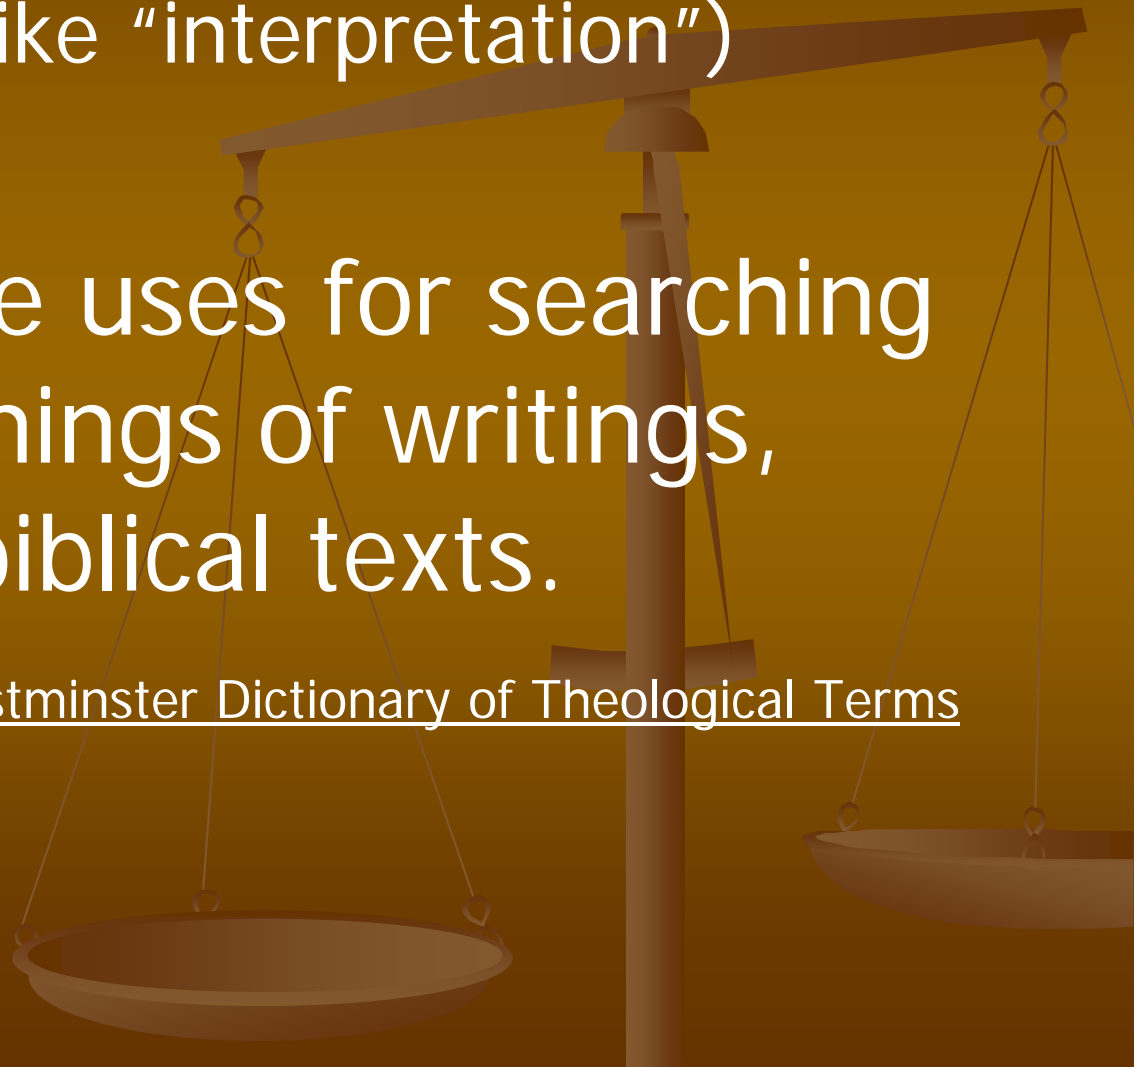 ike “interpretation”)
e uses for searching
nings of writings,
biblical texts.
stminster Dictionary of Theological Terms